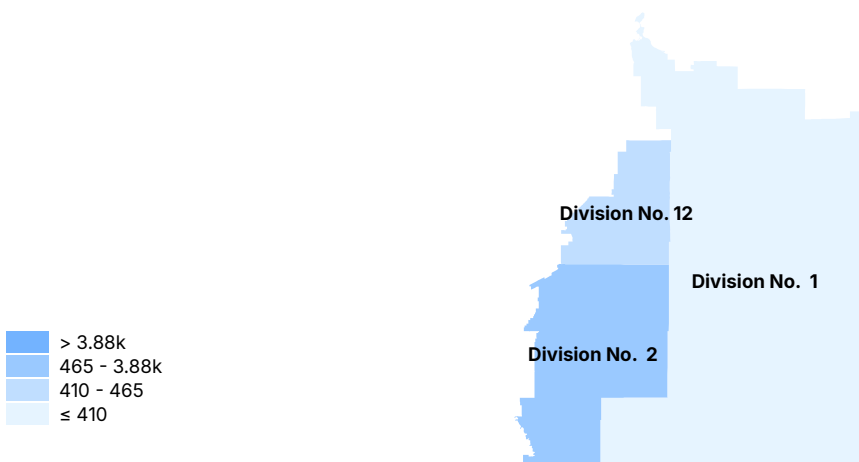 Division No. 12
Division No. 1
Division No. 2
> 3.88k
465 - 3.88k
410 - 465
≤ 410